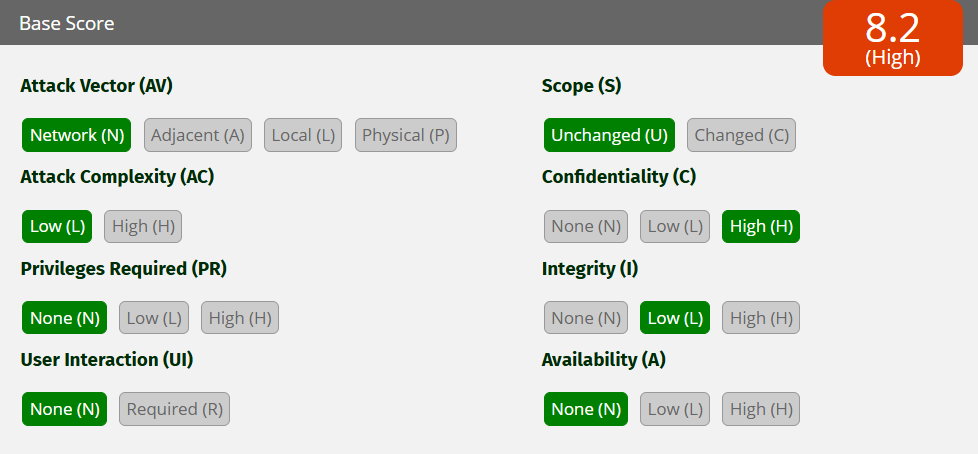 Base Score
8.2
(High)
Attack Vector (AV)
Network (N) Adjacent (A) Local (L) Physical (P)
Attack Complexity (AC)
Low (L) High (H)
Privileges Required (PR)
None (N) Low (L) High (H)
User Interaction (UI)
None (N) Required (R)
Scope (S)
Unchanged (U) Changed (C)
Confidentiality (C)
None (N) Low (L) High (H)
Integrity (I)
None (N) Low (L) High (H)
Availability (A)
None (N) Low (L) High (H)